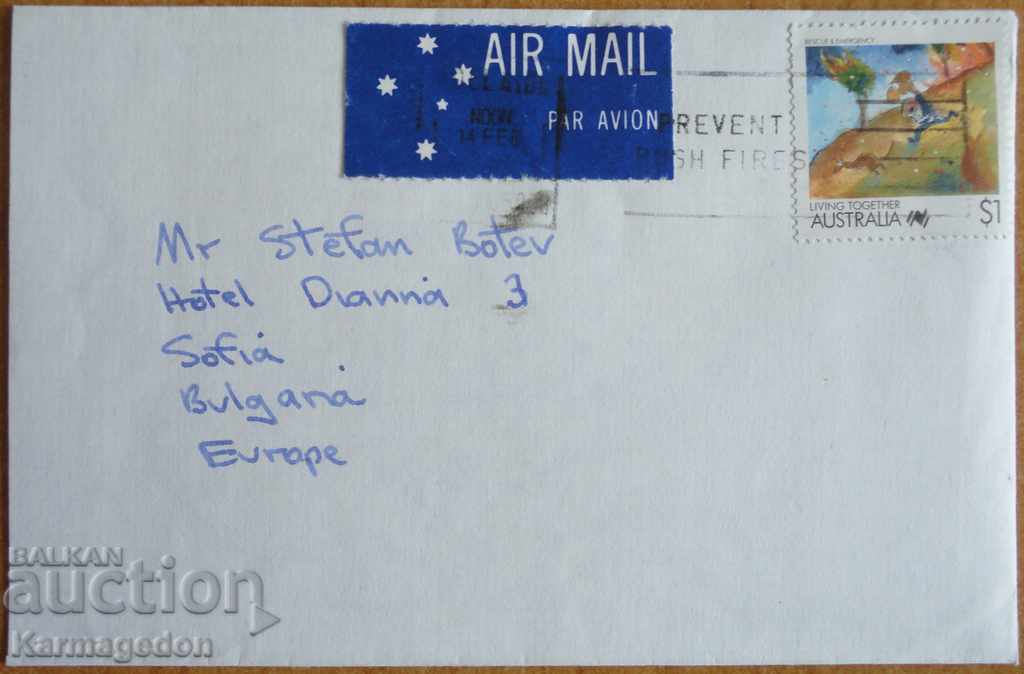 AIR MAIL
PAR AVION
NOON
14 FEB
PREVENT
BUSH FIRES
RESCUE & EMERGENCY
LIVING TOGETHER
AUSTRALIA
$1
Mr Stefan Botev
Hotel Dianna 3
Sofia
Bulgaria
Europe
BALKAN
auction
Karmagedon